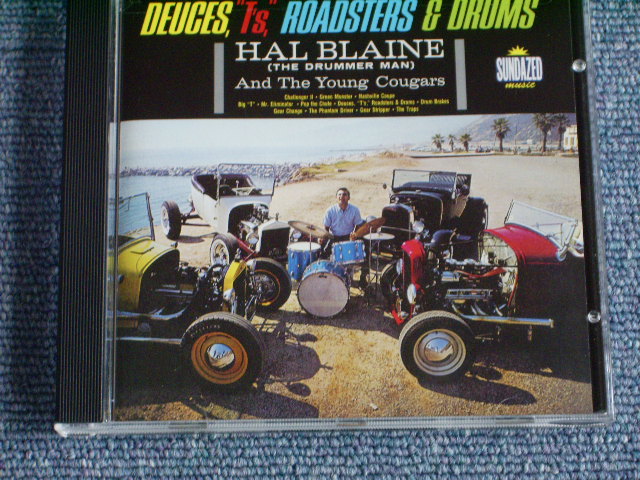 DEUCES, "T's," ROADSTERS & DRUMS
HAL BLAINE
(THE DRUMMER MAN)
And The Young Cougars
Challenger II • Green Monster • Nashville Coupe
Big "T" • Mr. Eliminator • Pop the Chute • Deuces, "T's," Roadsters & Drums • Drum Brakes
Gear Change • The Phantom Driver • Gear Stripper • The Traps
SUNDAZED
music